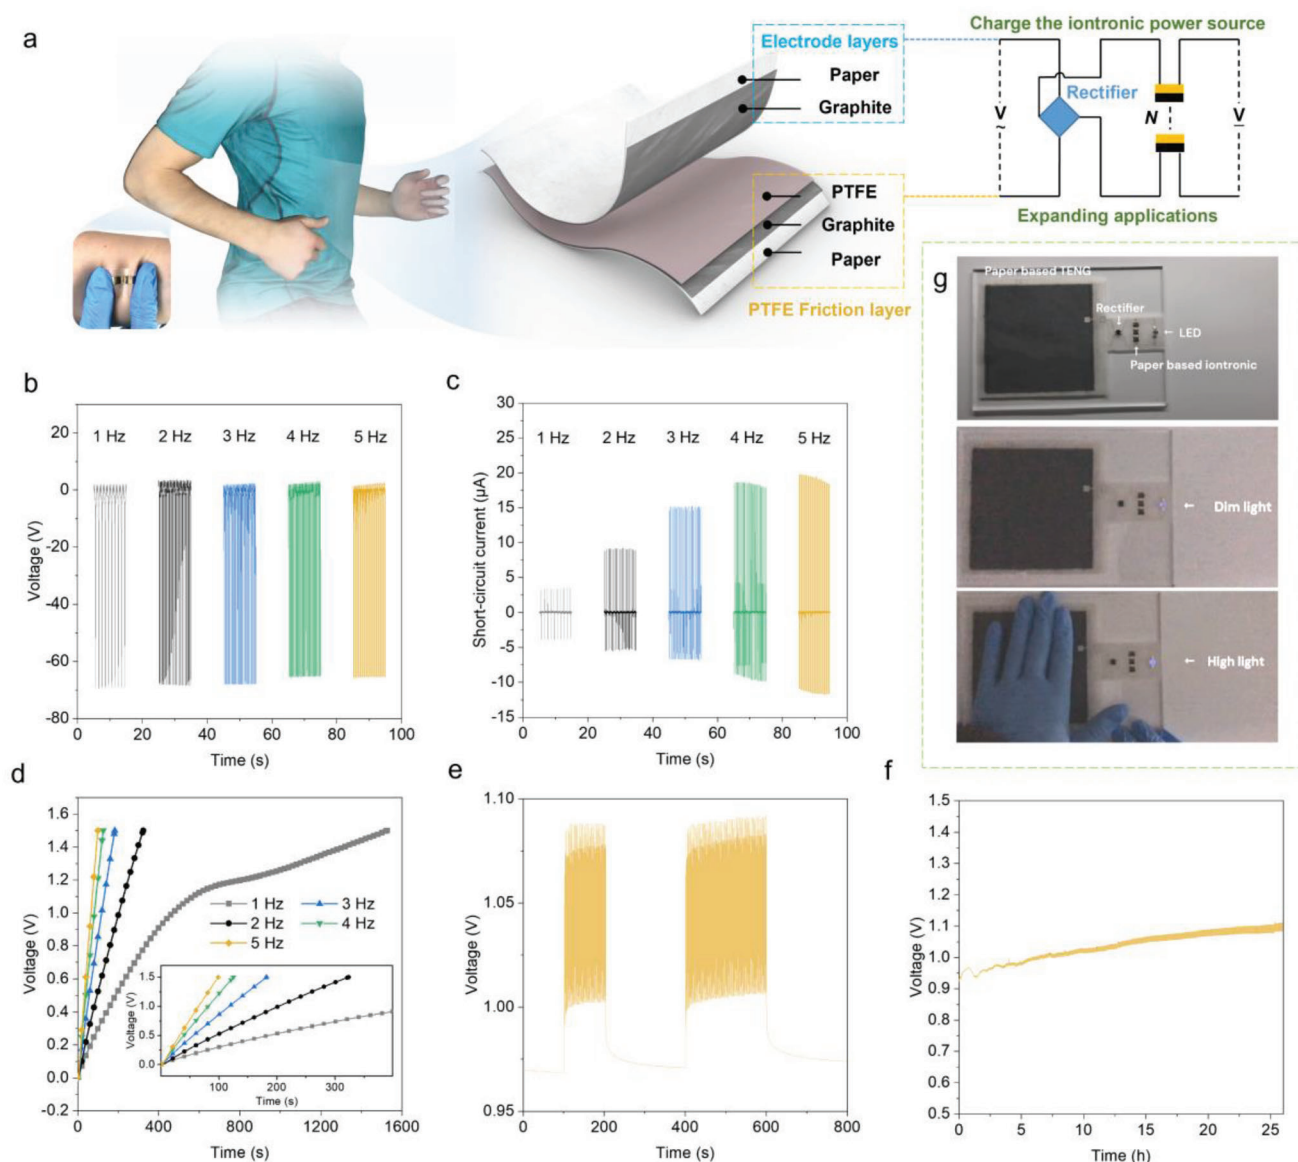 a
Electrode layers
Paper
Graphite
PTFE
Graphite
Paper
PTFE Friction layer
Charge the iontronic power source
Rectifier
V
~
N
V
Expanding applications
g
Paper based TENG
Rectifier
← LED
Paper based iontronic
← Dim light
← High light
b
20
0
-20
-40
-60
-80
Voltage (V)
1 Hz 2 Hz 3 Hz 4 Hz 5 Hz
0 20 40 60 80 100
Time (s)
c
30
25
20
15
10
5
0
-5
-10
-15
Short-circuit current (μA)
1 Hz 2 Hz 3 Hz 4 Hz 5 Hz
0 20 40 60 80 100
Time (s)
d
1.8
1.6
1.4
1.2
1.0
0.8
0.6
0.4
0.2
0.0
-0.2
Voltage (V)
1 Hz 3 Hz
2 Hz 4 Hz
5 Hz
1.5
1.0
0.5
0.0
Voltage (V)
100 200 300
Time (s)
0 400 800 1200 1600
Time (s)
e
1.10
1.05
1.00
0.95
Voltage (V)
0 200 400 600 800
Time (s)
f
1.5
1.4
1.3
1.2
1.1
1.0
0.9
0.8
0.7
0.6
0.5
Voltage (V)
0 5 10 15 20 25
Time (h)